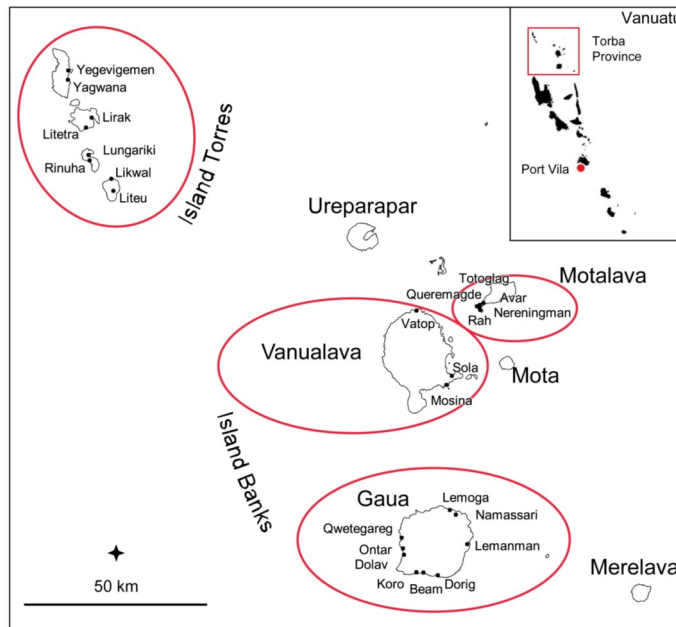 Vanuatu
Torba
Province
Port Vila
Yegevigemen
Yagwana
Lirak
Litetra
Lungariki
Rinuha
Likwal
Liteu
Island Torres
Ureparapar
Totoglag
Motalava
Queremagde
Avar
Nereningman
Rah
Vatop
Vanualava
Sola
Mota
Mosina
Island Banks
Gaua
Lemoga
Namassari
Qwetegareg
Lemanman
Ontar
Dolav
Koro
Beam
Dorig
Merelava
50 km